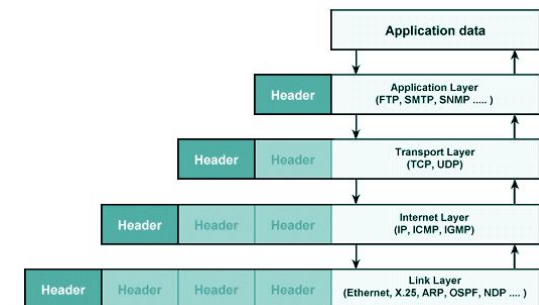 Application data
Header
Application Layer
(FTP, SMTP, SNMP ..... )
Header Header
Transport Layer
(TCP, UDP)
Header Header Header
Internet Layer
(IP, ICMP, IGMP)
Header Header Header Header
Link Layer
(Ethernet, X.25, ARP, OSPF, NDP .... )